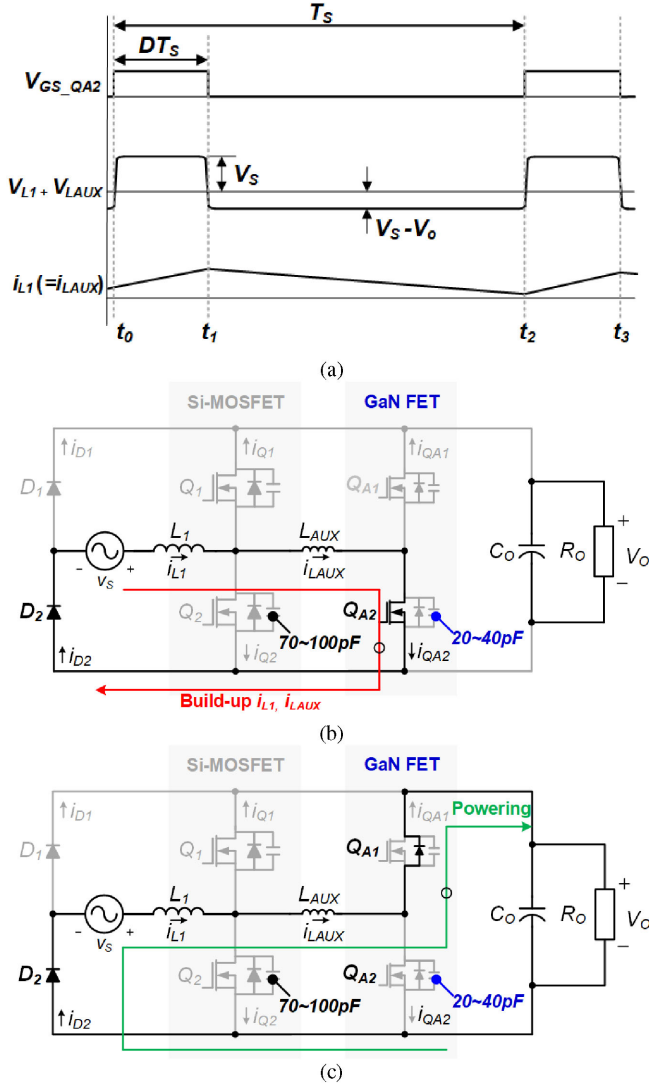 T_S
DT_S
V_GS_QA2
V_L1 + V_LAUX
V_S
V_S - V_o
i_L1 (=i_LAUX)
t_0 t_1 t_2 t_3
(a)
Si-MOSFET GaN FET
i_D1 i_Q1 i_QA1
D_1 Q_1 Q_A1
L_1 L_AUX
- + C_O R_O + V_O -
v_S i_L1 i_LAUX
D_2 Q_2 Q_A2
70~100pF 20~40pF
i_D2 i_Q2 i_QA2
Build-up i_L1, i_LAUX
(b)
Si-MOSFET GaN FET
i_D1 i_Q1 i_QA1 Powering
D_1 Q_1 Q_A1
L_1 L_AUX
- + C_O R_O + V_O -
v_S i_L1 i_LAUX
D_2 Q_2 Q_A2
70~100pF 20~40pF
i_D2 i_Q2 i_QA2
(c)